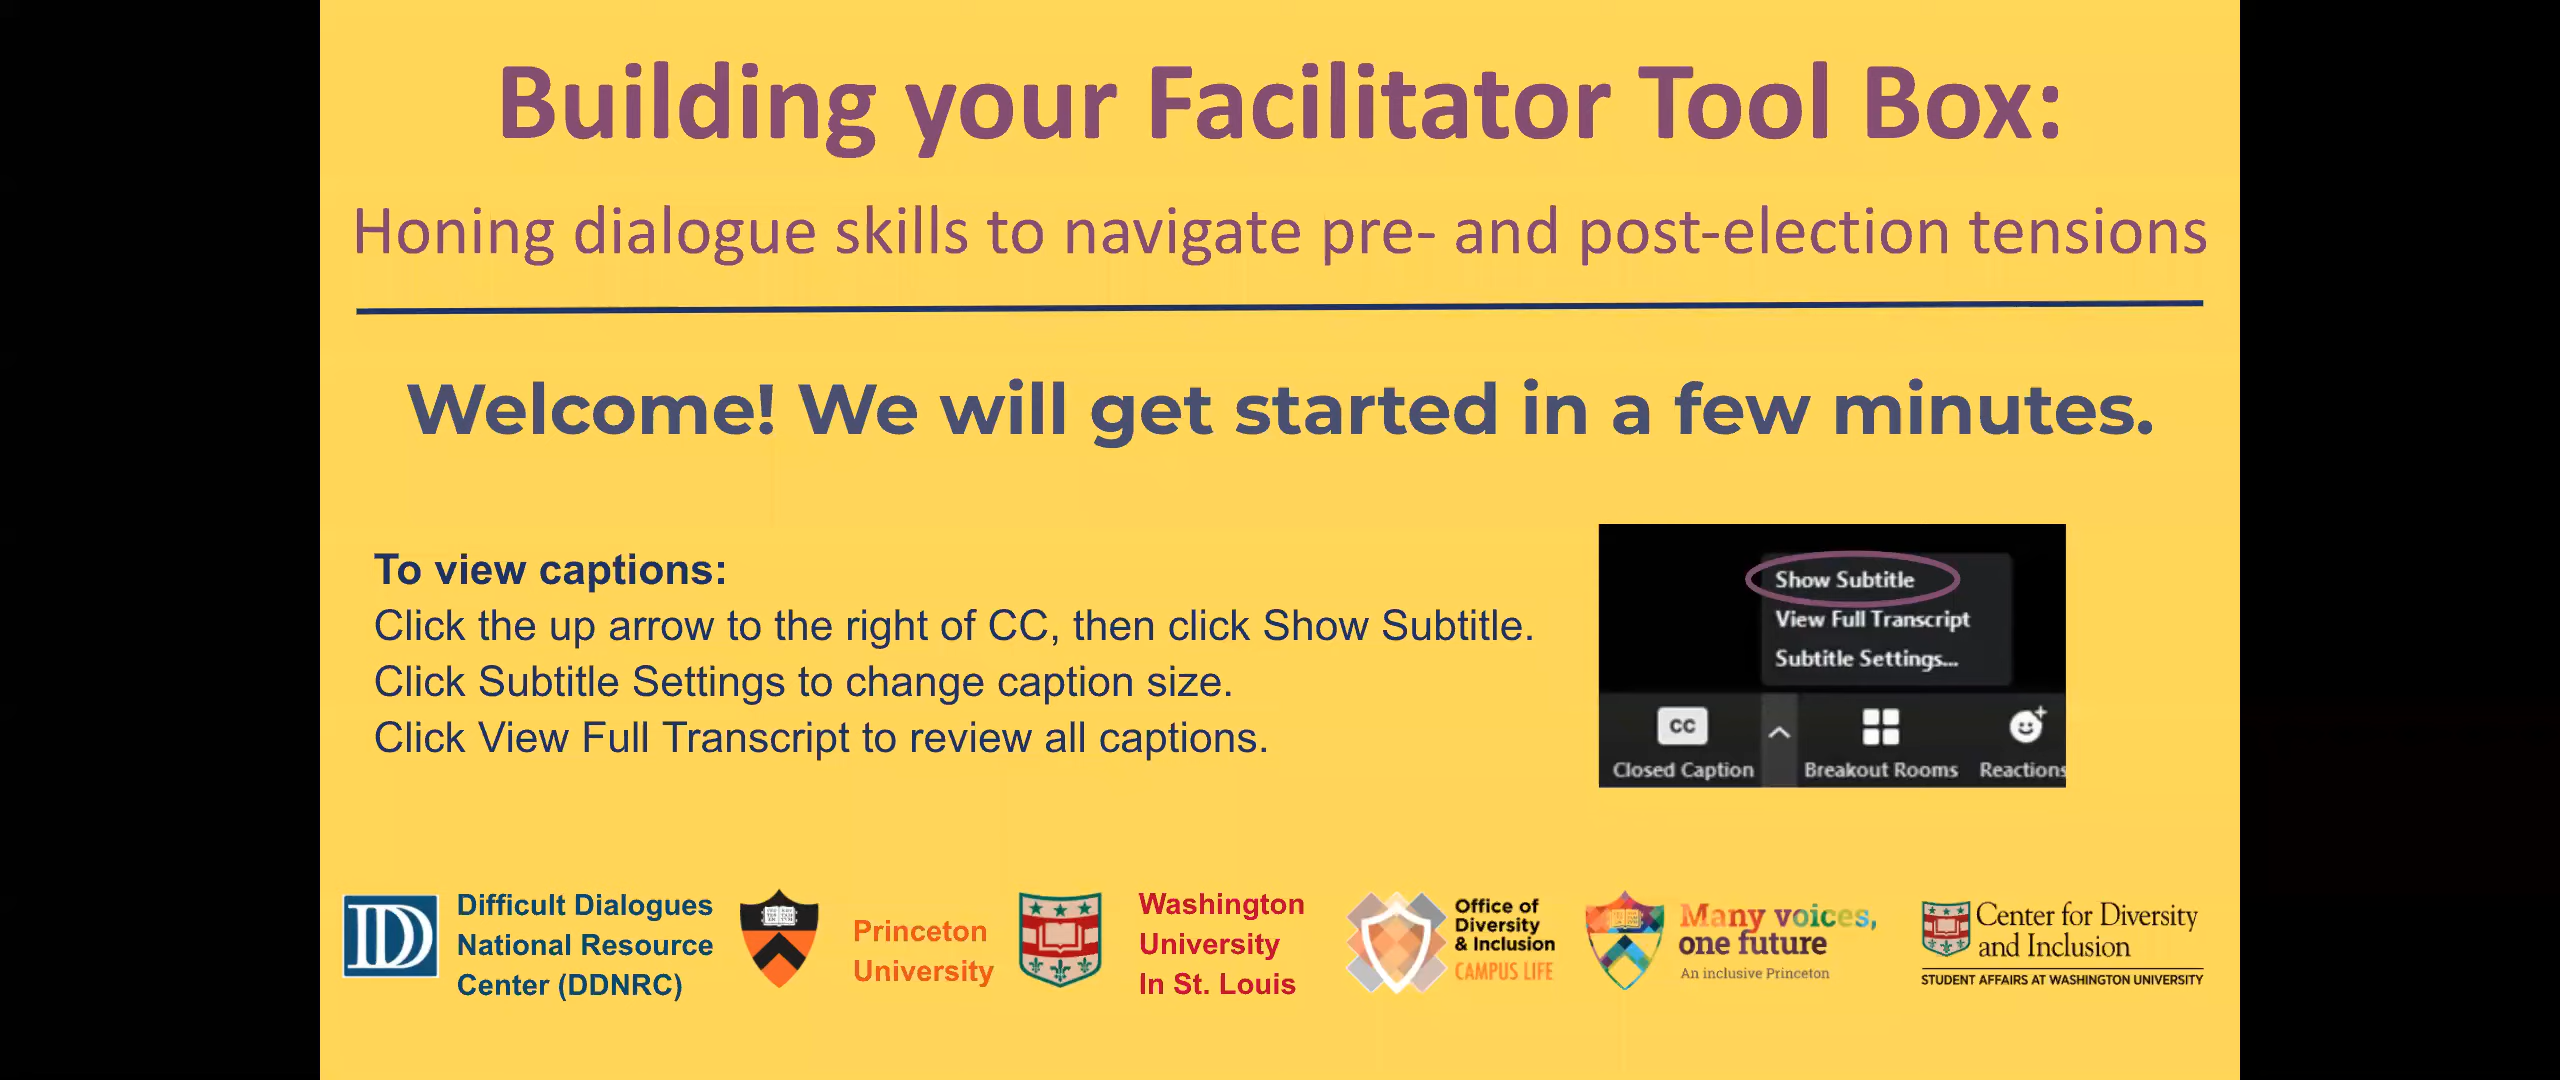 Building your Facilitator Tool Box:
Honing dialogue skills to navigate pre- and post-election tensions
Welcome! We will get started in a few minutes.
To view captions:
Click the up arrow to the right of CC, then click Show Subtitle.
Click Subtitle Settings to change caption size.
Click View Full Transcript to review all captions.
Show Subtitle
View Full Transcript
Subtitle Settings...
CC
Closed Caption
Breakout Rooms
Reactions
DD
Difficult Dialogues
National Resource
Center (DDNRC)
Princeton
University
Washington
University
In St. Louis
Office of
Diversity
& Inclusion
CAMPUS LIFE
Many voices,
one future
An inclusive Princeton
Center for Diversity
and Inclusion
STUDENT AFFAIRS AT WASHINGTON UNIVERSITY